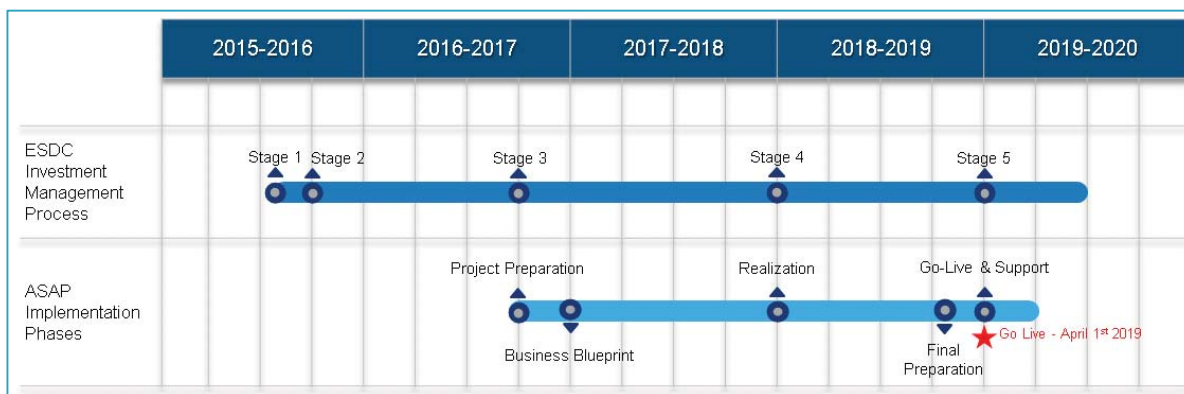 2015-2016 2016-2017 2017-2018 2018-2019 2019-2020
ESDC
Investment
Management
Process
Stage 1 Stage 2 Stage 3 Stage 4 Stage 5
ASAP
Implementation
Phases
Project Preparation Realization Go-Live & Support
Business Blueprint
Go Live - April 1st 2019
Final
Preparation